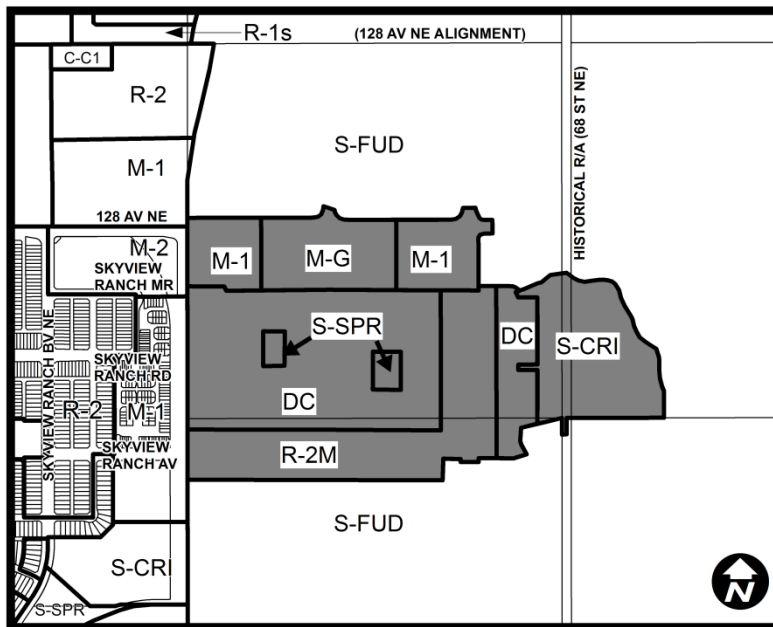 R-1s
(128 AV NE ALIGNMENT)
C-C1
R-2
S-FUD
M-1
HISTORICAL R/A (68 ST NE)
128 AV NE
M-2
M-1
M-G
M-1
SKYVIEW
RANCH MR
SKYVIEW RANCH BV NE
S-SPR
DC
S-CRI
SKYVIEW
RANCH RD
R-2
M-1
DC
SKYVIEW
RANCH AV
R-2M
S-FUD
S-CRI
S-SPR
N